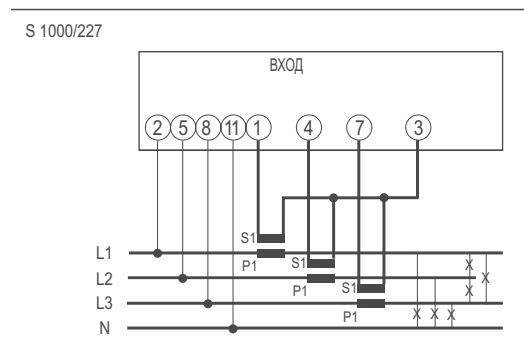 S 1000/227
ВХОД
2 5 8 11 1 4 7 3
S1
L1
P1 S1
L2
P1 S1
L3
P1
N
X X
X X
X X X